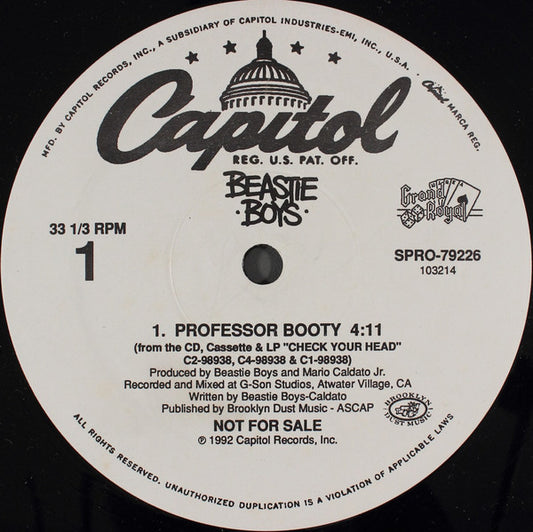 MFD. BY CAPITOL RECORDS, INC., A SUBSIDIARY OF CAPITOL INDUSTRIES-EMI, INC., U.S.A. • Capitol MARCA REG.
Capitol
REG. U.S. PAT. OFF.
BEASTIE
·BOYS·
Grand
Royal
33 1/3 RPM
1
SPRO-79226
103214
1. PROFESSOR BOOTY 4:11
(from the CD, Cassette & LP "CHECK YOUR HEAD"
C2-98938, C4-98938 & C1-98938)
Produced by Beastie Boys and Mario Caldato Jr.
Recorded and Mixed at G-Son Studios, Atwater Village, CA
Written by Beastie Boys-Caldato
Published by Brooklyn Dust Music - ASCAP
BROOKLYN
DUST MUSIC
NOT FOR SALE
℗ 1992 Capitol Records, Inc.
ALL RIGHTS RESERVED. UNAUTHORIZED DUPLICATION IS A VIOLATION OF APPLICABLE LAWS